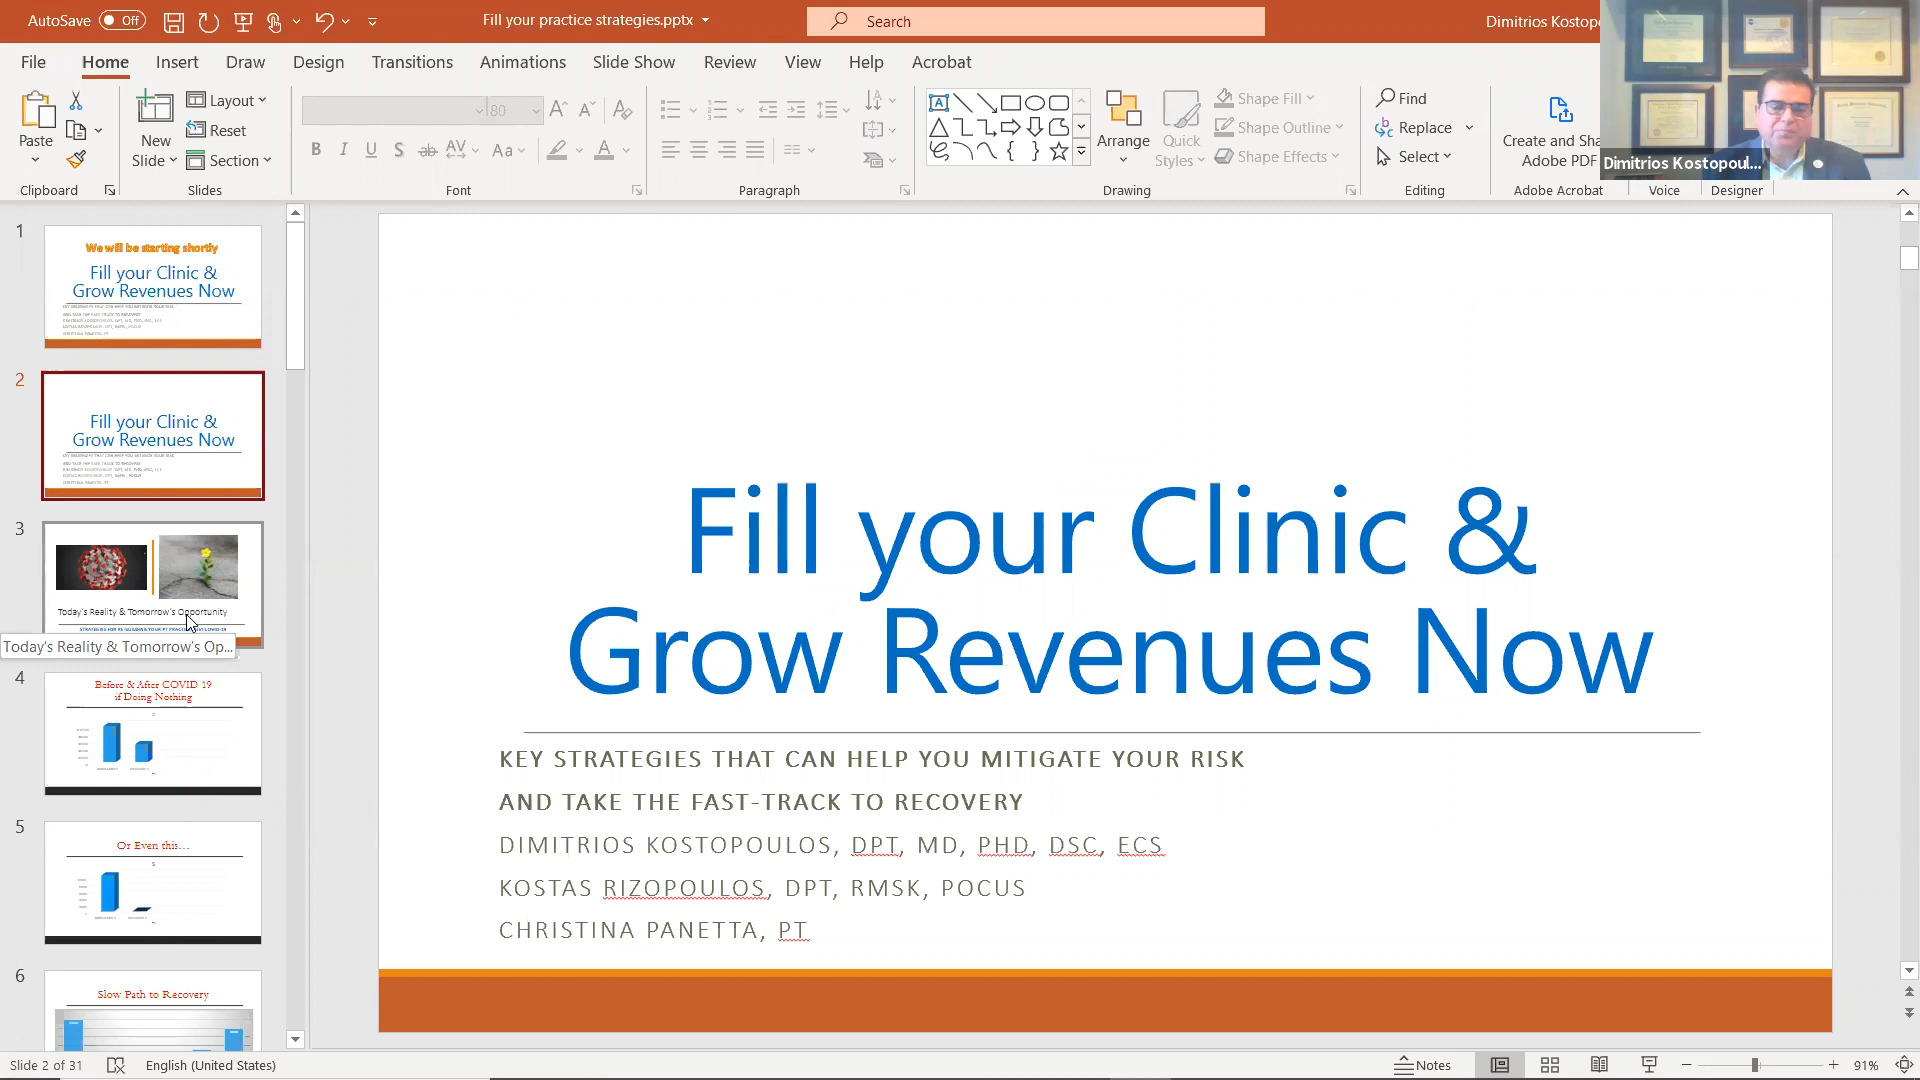 AutoSave Off
Fill your practice strategies.pptx
Search
Dimitrios Kostop
File Home Insert Draw Design Transitions Animations Slide Show Review View Help Acrobat
Paste
New Slide
Layout
Reset
Section
80
Aa
Arrange
Quick Styles
Shape Fill
Shape Outline
Shape Effects
Find
Replace
Select
Create and Sha
Adobe PDF
Dimitrios Kostopoul...
Clipboard Slides Font Paragraph Drawing Editing Adobe Acrobat Voice Designer
1
We will be starting shortly
Fill your Clinic &
Grow Revenues Now
2
Fill your Clinic &
Grow Revenues Now
3
Today's Reality & Tomorrow's Opportunity
Today's Reality & Tomorrow's Op...
4
Before & After COVID 19
if Doing Nothing
5
Or Even this...
6
Slow Path to Recovery
Fill your Clinic &
Grow Revenues Now
KEY STRATEGIES THAT CAN HELP YOU MITIGATE YOUR RISK
AND TAKE THE FAST-TRACK TO RECOVERY
DIMITRIOS KOSTOPOULOS, DPT, MD, PHD, DSC, ECS
KOSTAS RIZOPOULOS, DPT, RMSK, POCUS
CHRISTINA PANETTA, PT
Slide 2 of 31
English (United States)
Notes
91%